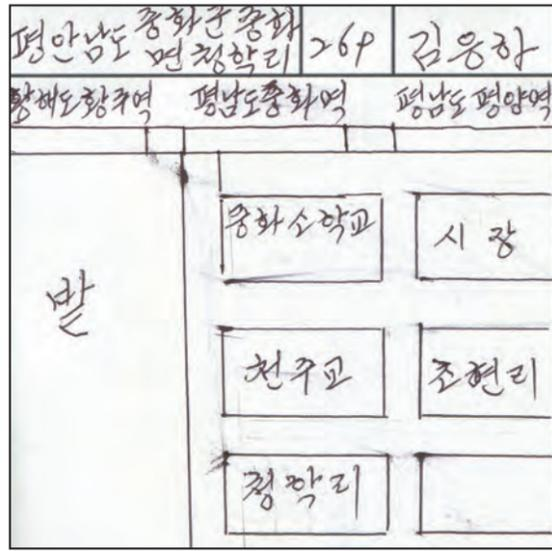 평안남도 중화군 중화
면 청학리 269 김응하
황해도황주역 평남도중화역 평남도평양역
중화소학교 시장
밭
천주교 초현리
청학리